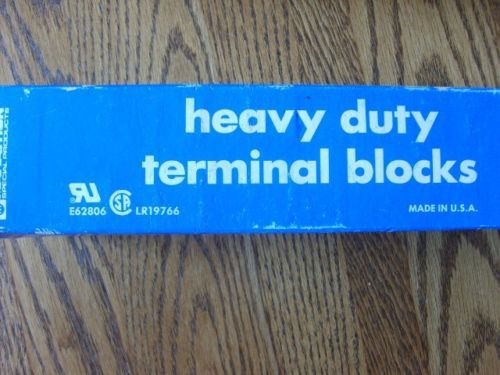 heavy duty
terminal blocks
SPECIAL PRODUCTS
E62806 LR19766
MADE IN U.S.A.